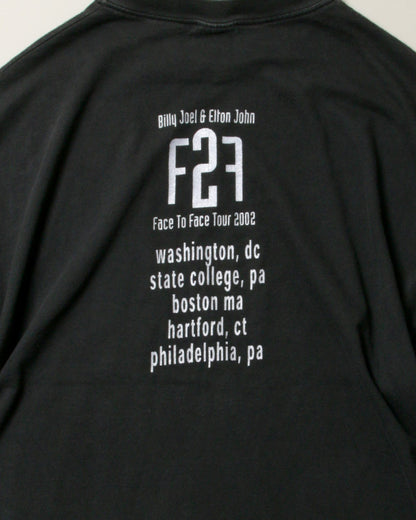 Billy Joel & Elton John
F2F
Face To Face Tour 2002
washington, dc
state college, pa
boston ma
hartford, ct
philadelphia, pa